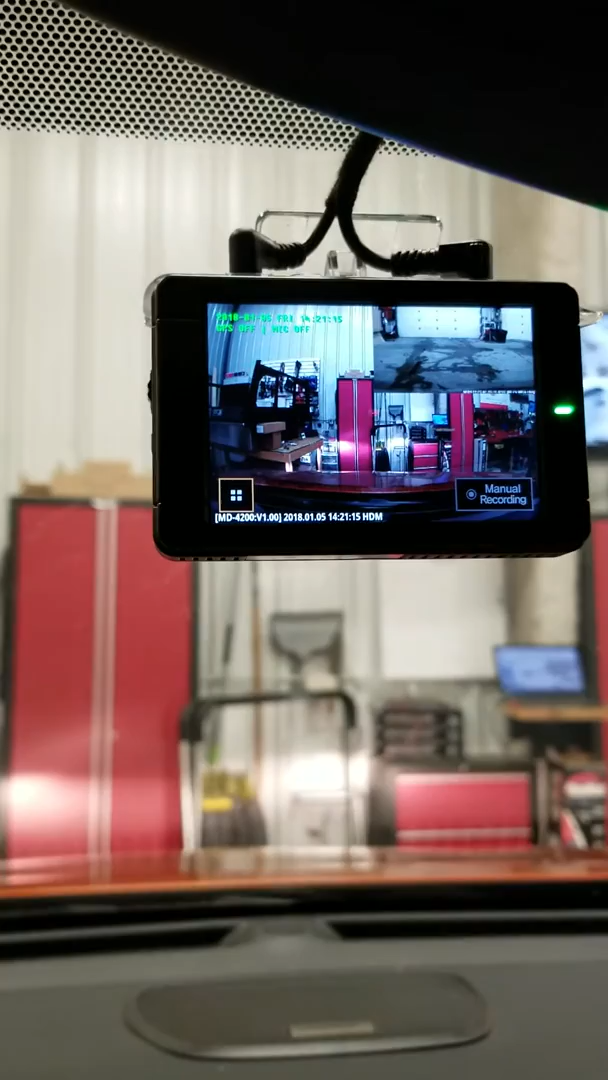 2018-01-05 FRI 14:21:15
GPS OFF | MIC OFF
Manual
Recording
[MD-4200:V1.00] 2018.01.05 14:21:15 HDM